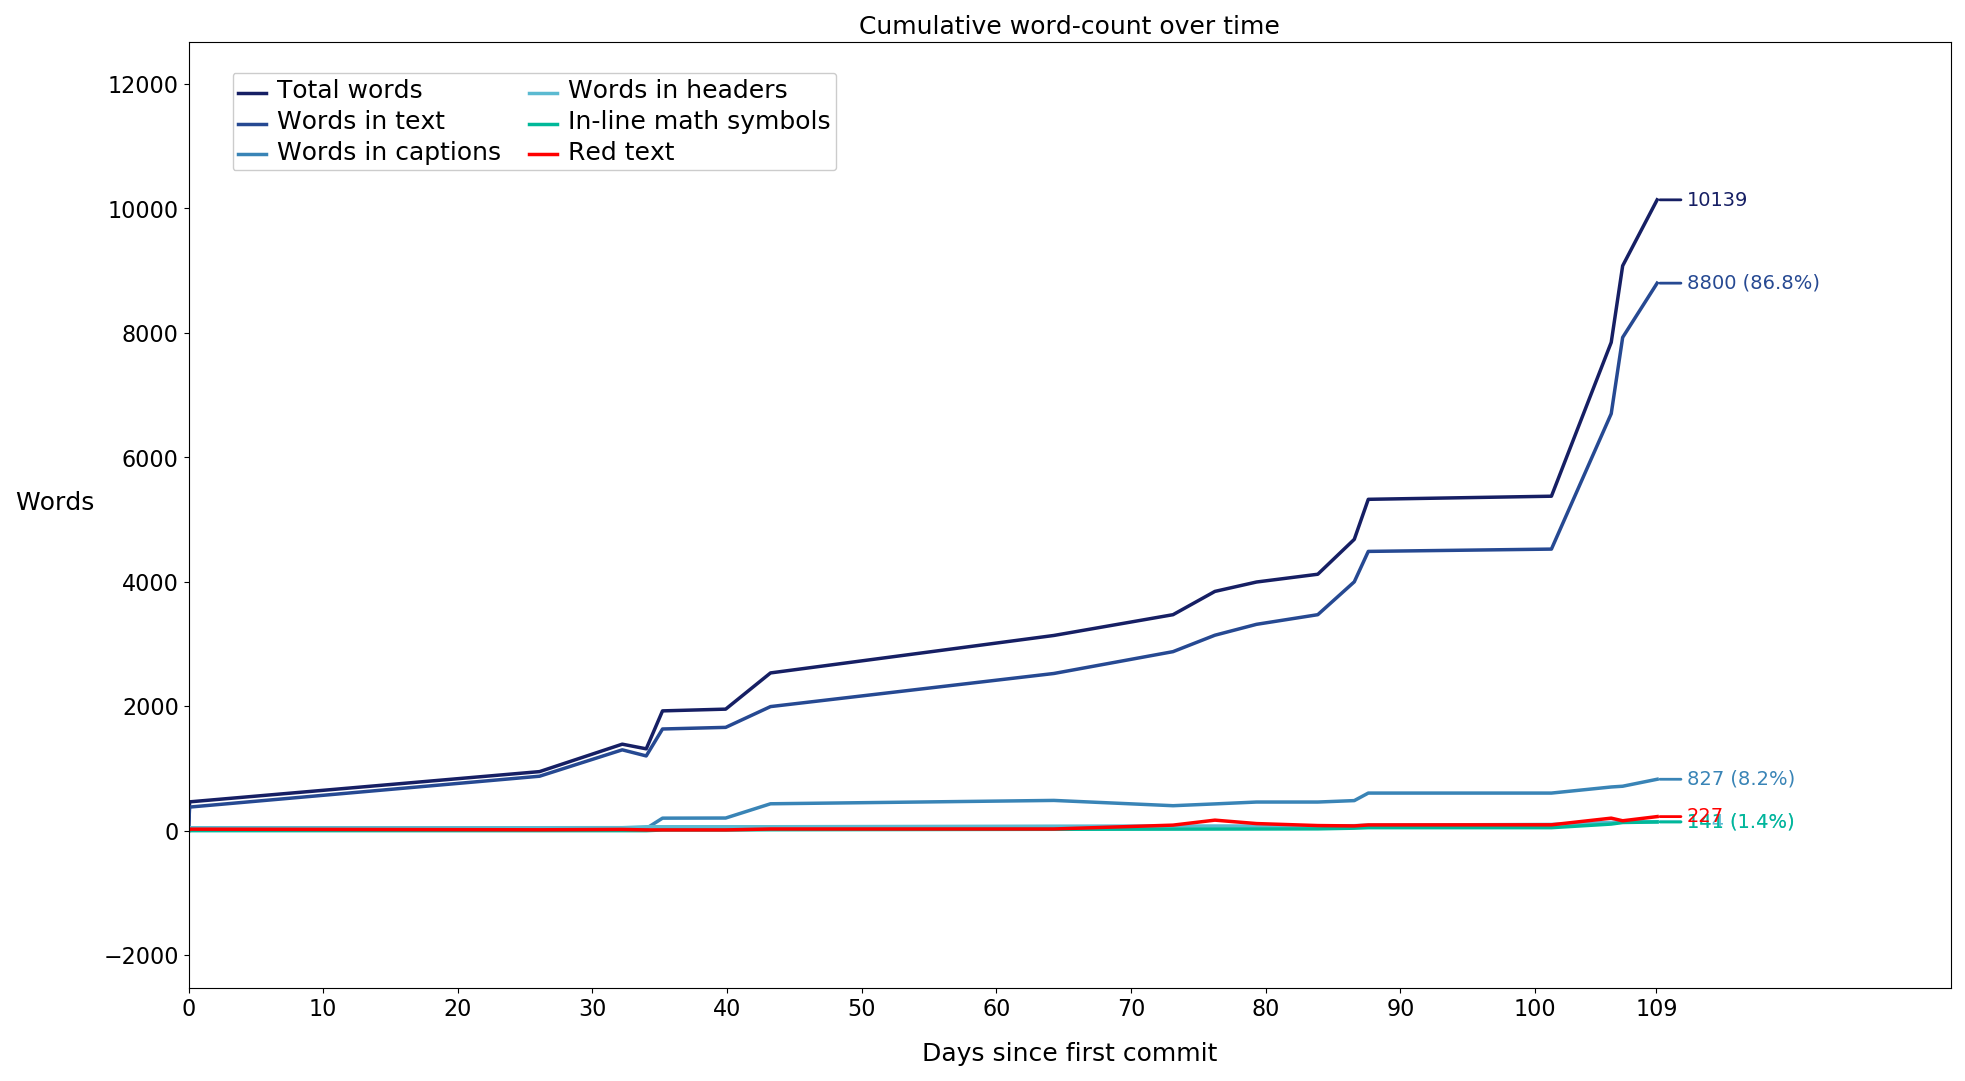 Cumulative word-count over time
12000
10000
8000
6000
4000
2000
0
−2000
Words
Total words
Words in text
Words in captions
Words in headers
In-line math symbols
Red text
10139
8800 (86.8%)
827 (8.2%)
227
141 (1.4%)
0 10 20 30 40 50 60 70 80 90 100 109
Days since first commit